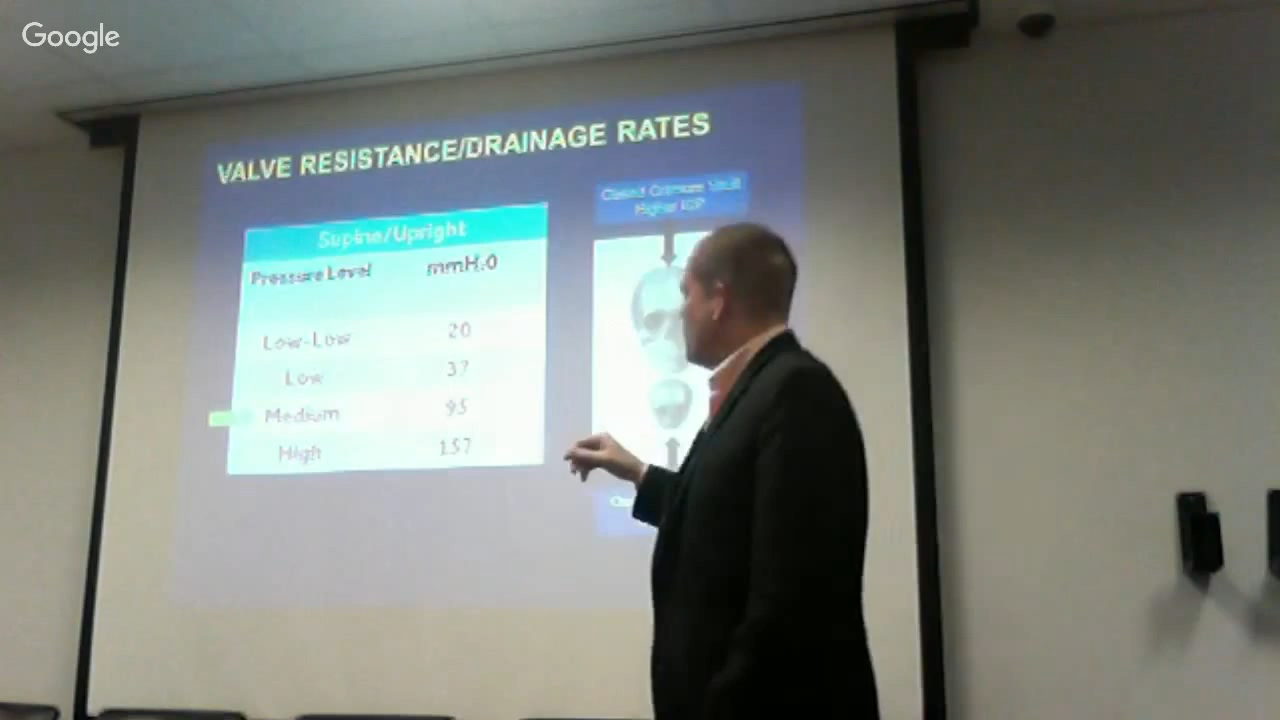 Google
VALVE RESISTANCE/DRAINAGE RATES
Supine/Upright
Pressure Level mmH₂0
Low-Low 20
Low 37
Medium 95
High 157
Closed Cranium Vault
Higher ICP